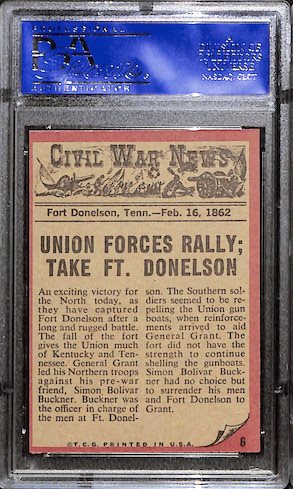 AUTHENTICATOR
NASDAQ: CLCT
CIVIL WAR NEWS
Fort Donelson, Tenn.—Feb. 16, 1862
UNION FORCES RALLY;
TAKE FT. DONELSON
An exciting victory for
the North today, as
they have captured
Fort Donelson after a
long and rugged battle.
The fall of the fort
gives the Union much
of Kentucky and Ten-
nessee. General Grant
led his Northern troops
against his pre-war
friend, Simon Bolivar
Buckner. Buckner was
the officer in charge of
the men at Ft. Donel-
son. The Southern sol-
diers seemed to be re-
pelling the Union gun
boats, when reinforce-
ments arrived to aid
General Grant. The
fort did not have the
strength to continue
shelling the gunboats.
Simon Bolivar Buck-
ner had no choice but
to surrender his men
and Fort Donelson to
Grant.
©T.C.G. PRINTED IN U.S.A.
6